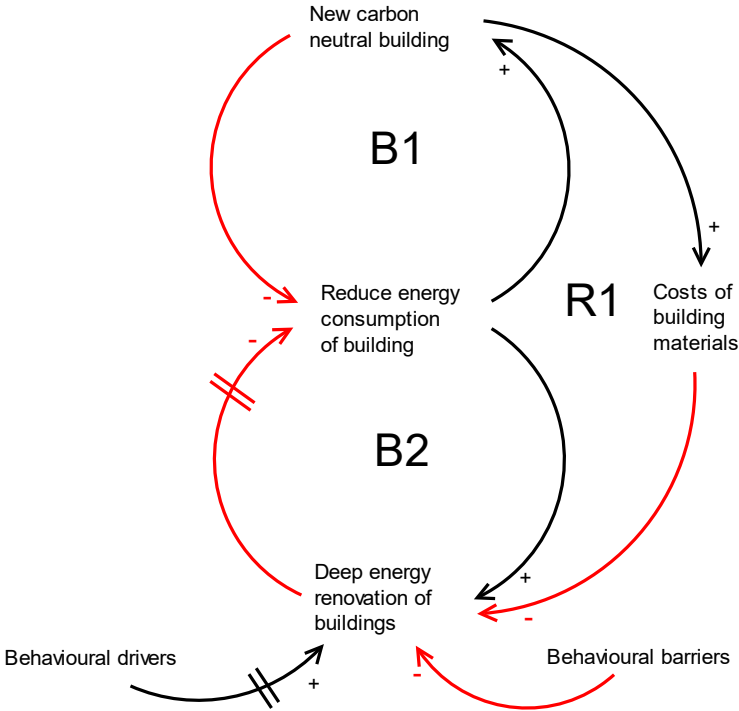 New carbon
neutral building
+
B1
+
-
Reduce energy
consumption
of building
R1
Costs of
building
materials
-
B2
Deep energy
renovation of
buildings
+
-
Behavioural drivers
+
-
Behavioural barriers